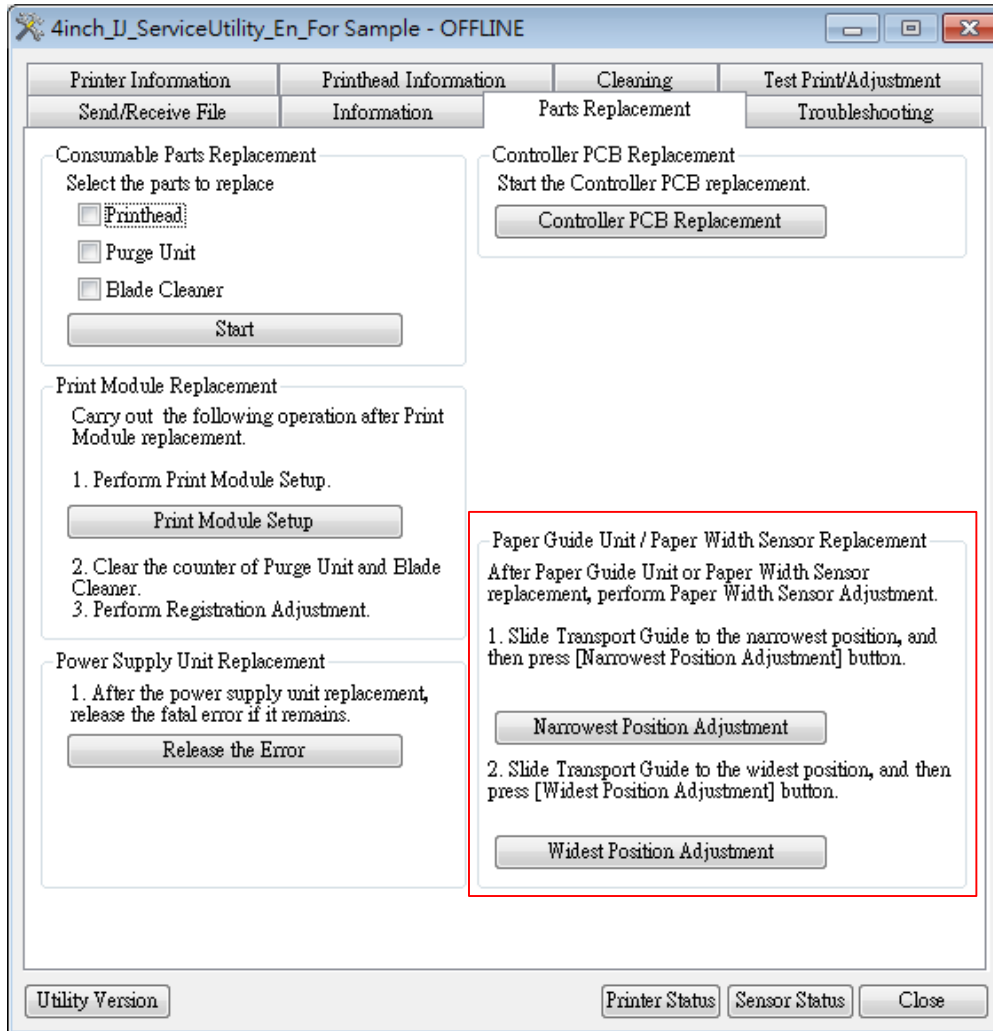 4inch_IJ_ServiceUtility_En_For Sample - OFFLINE
Printer Information
Printhead Information
Cleaning
Test Print/Adjustment
Send/Receive File
Information
Parts Replacement
Troubleshooting
Consumable Parts Replacement
Select the parts to replace
Printhead
Purge Unit
Blade Cleaner
Start
Print Module Replacement
Carry out the following operation after Print
Module replacement.
1. Perform Print Module Setup.
Print Module Setup
2. Clear the counter of Purge Unit and Blade
Cleaner.
3. Perform Registration Adjustment.
Power Supply Unit Replacement
1. After the power supply unit replacement,
release the fatal error if it remains.
Release the Error
Controller PCB Replacement
Start the Controller PCB replacement.
Controller PCB Replacement
Paper Guide Unit / Paper Width Sensor Replacement
After Paper Guide Unit or Paper Width Sensor
replacement, perform Paper Width Sensor Adjustment.
1. Slide Transport Guide to the narrowest position, and
then press [Narrowest Position Adjustment] button.
Narrowest Position Adjustment
2. Slide Transport Guide to the widest position, and then
press [Widest Position Adjustment] button.
Widest Position Adjustment
Utility Version
Printer Status
Sensor Status
Close